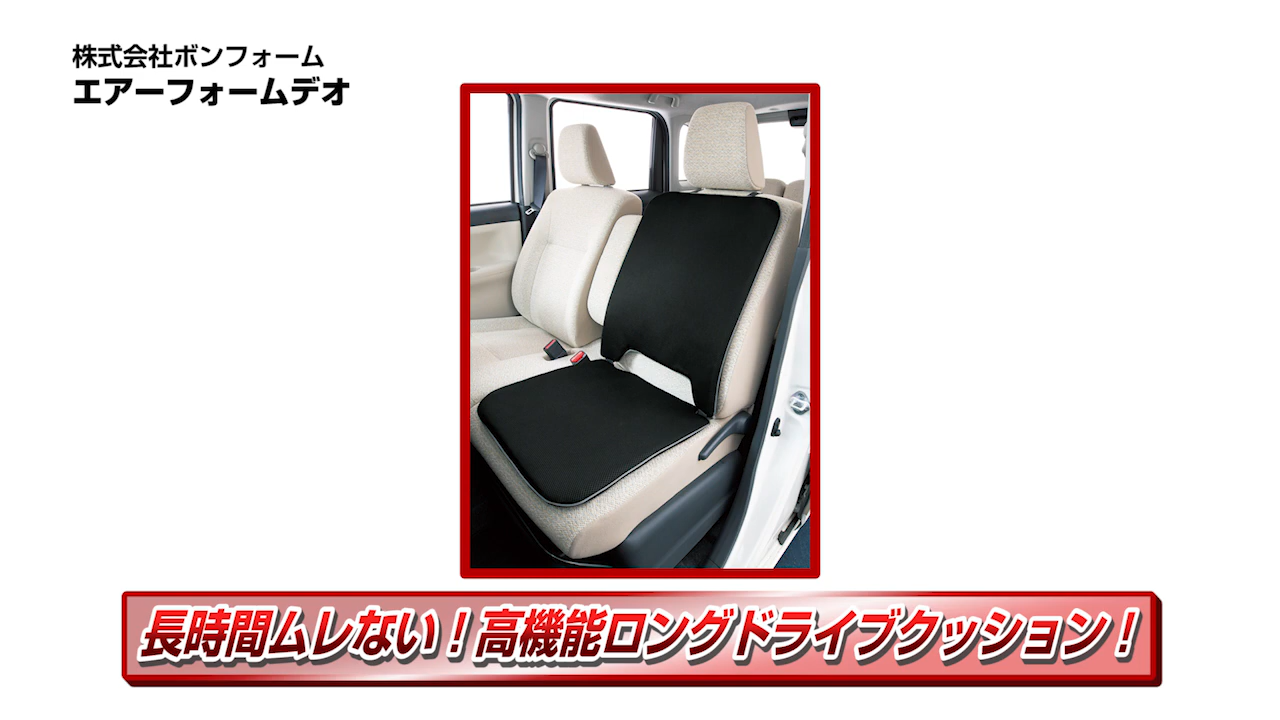 株式会社ボンフォーム
エアーフォームデオ
長時間ムレない！高機能ロングドライブクッション！